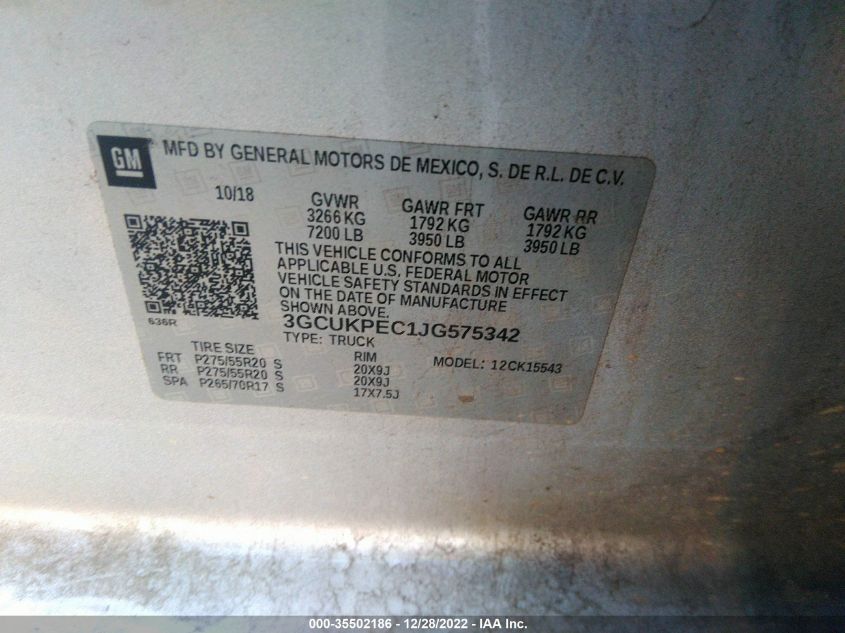 GM MFD BY GENERAL MOTORS DE MEXICO, S. DE R.L. DE C.V.
10/18 GVWR GAWR FRT GAWR RR
3266 KG 1792 KG 1792 KG
7200 LB 3950 LB 3950 LB
THIS VEHICLE CONFORMS TO ALL
APPLICABLE U.S. FEDERAL MOTOR
VEHICLE SAFETY STANDARDS IN EFFECT
ON THE DATE OF MANUFACTURE
SHOWN ABOVE.
636R 3GCUKPEC1JG575342
TYPE: TRUCK MODEL: 12CK15543
TIRE SIZE RIM
FRT P275/55R20 S 20X9J
RR P275/55R20 S 20X9J
SPA P265/70R17 S 17X7.5J
000-35502186 - 12/28/2022 - IAA Inc.